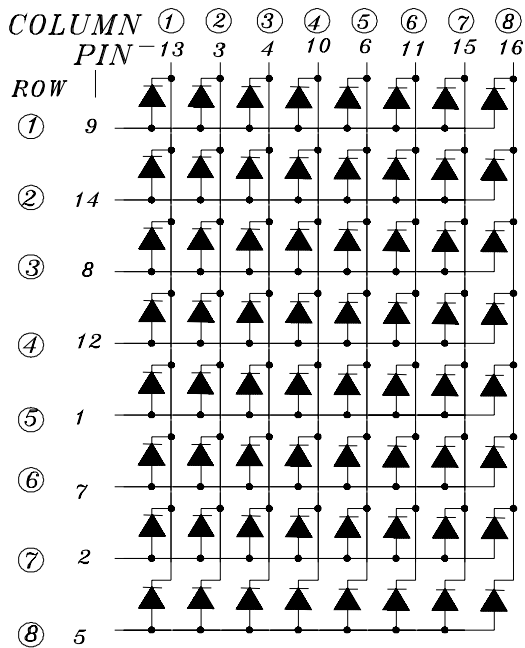 COLUMN ① ② ③ ④ ⑤ ⑥ ⑦ ⑧
PIN 13 3 4 10 6 11 15 16
ROW
① 9
② 14
③ 8
④ 12
⑤ 1
⑥ 7
⑦ 2
⑧ 5